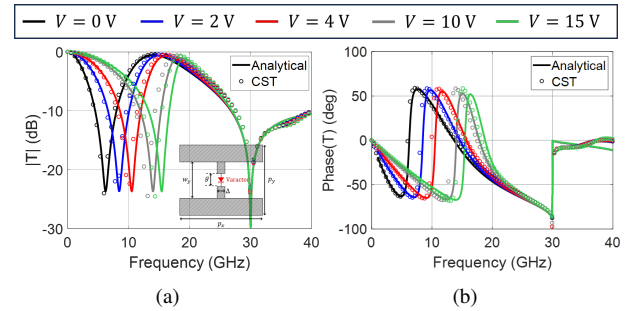 V = 0 V V = 2 V V = 4 V V = 10 V V = 15 V
|T| (dB)
0
-10
-20
-30
Analytical
CST
w_y
g
Varactor
Δ
p_y
p_x
0 10 20 30 40
Frequency (GHz)
(a)
Phase(T) (deg)
100
50
0
-50
-100
Analytical
CST
0 10 20 30 40
Frequency (GHz)
(b)